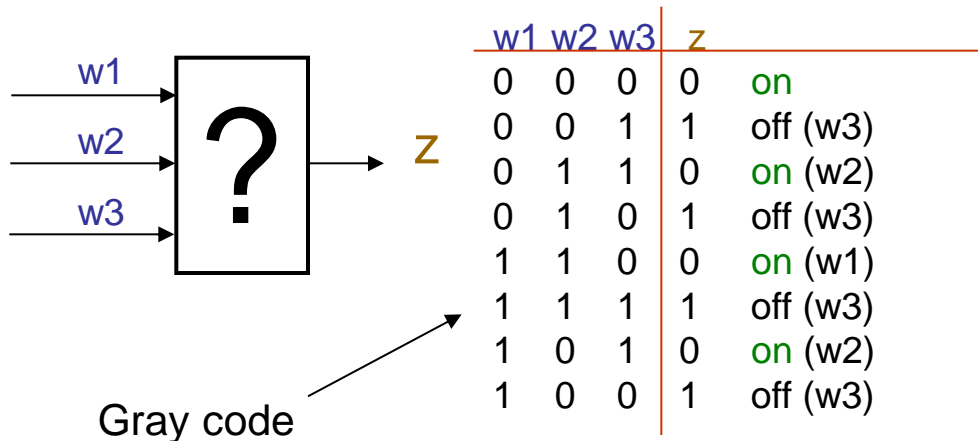 w1
w2
w3
?
z
w1 w2 w3 z
0 0 0 0 on
0 0 1 1 off (w3)
0 1 1 0 on (w2)
0 1 0 1 off (w3)
1 1 0 0 on (w1)
1 1 1 1 off (w3)
1 0 1 0 on (w2)
1 0 0 1 off (w3)
Gray code